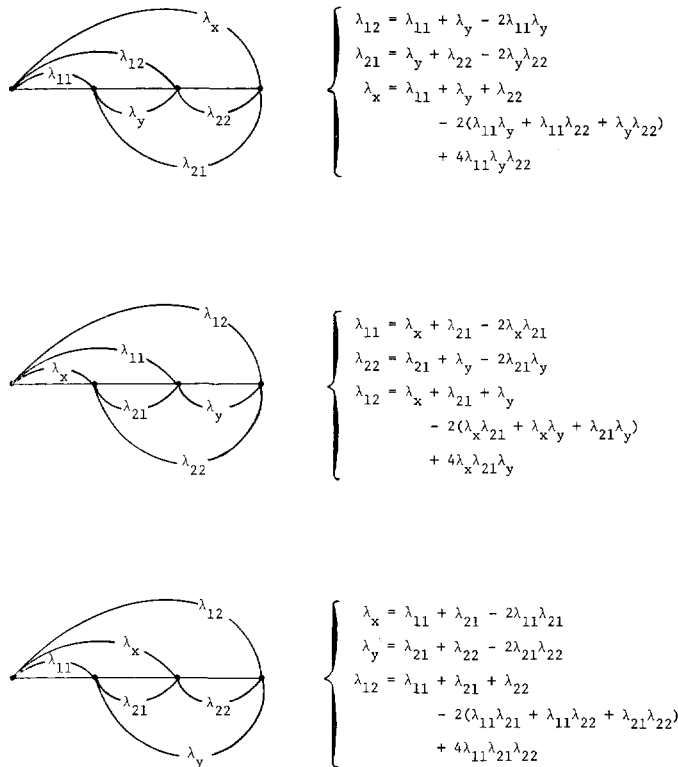 λx
λ12
λ11
λy
λ22
λ21
λ12 = λ11 + λy - 2λ11λy
λ21 = λy + λ22 - 2λyλ22
λx = λ11 + λy + λ22
- 2(λ11λy + λ11λ22 + λyλ22)
+ 4λ11λyλ22
λ12
λ11
λx
λ21
λy
λ22
λ11 = λx + λ21 - 2λxλ21
λ22 = λ21 + λy - 2λ21λy
λ12 = λx + λ21 + λy
- 2(λxλ21 + λxλy + λ21λy)
+ 4λxλ21λy
λ12
λx
λ11
λ21
λ22
λy
λx = λ11 + λ21 - 2λ11λ21
λy = λ21 + λ22 - 2λ21λ22
λ12 = λ11 + λ21 + λ22
- 2(λ11λ21 + λ11λ22 + λ21λ22)
+ 4λ11λ21λ22